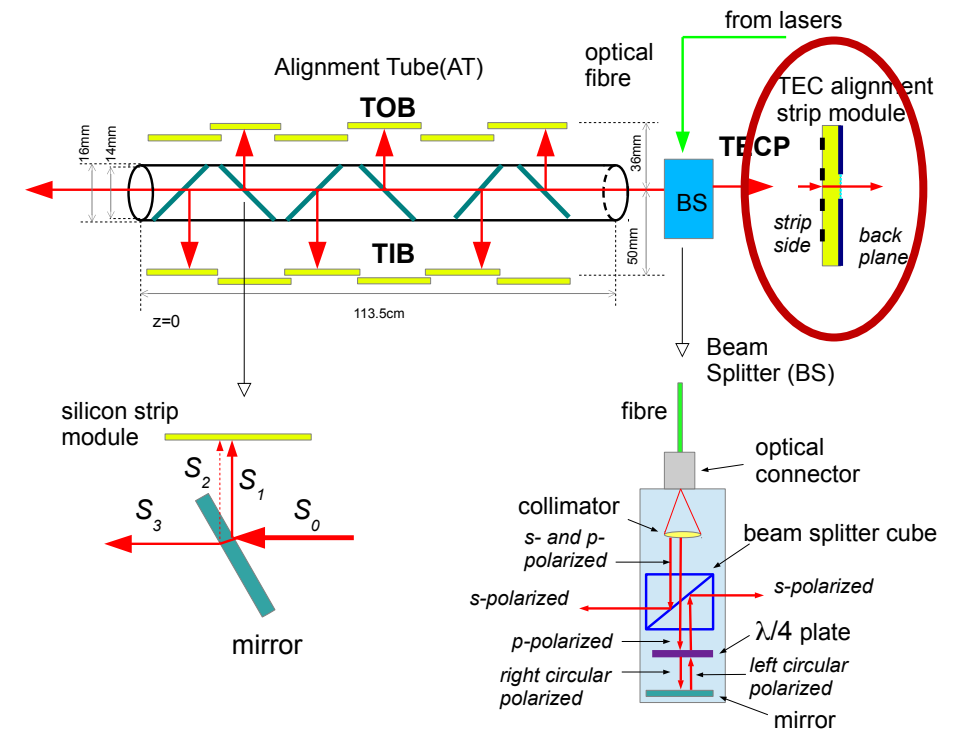 from lasers
optical
fibre
Alignment Tube(AT)
TEC alignment
strip module
TOB
TECP
16mm
14mm
36mm
BS
strip
side
back
plane
TIB
50mm
z=0
113.5cm
Beam
Splitter (BS)
silicon strip
module
fibre
optical
connector
S2
S1
S3
S0
collimator
beam splitter cube
s- and p-
polarized
s-polarized
s-polarized
p-polarized
λ/4 plate
right circular
polarized
left circular
polarized
mirror
mirror